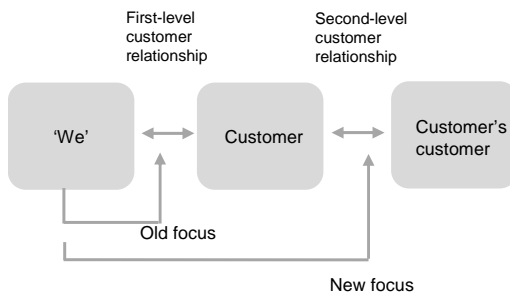 First-level
customer
relationship
Second-level
customer
relationship
‘We’
Customer
Customer's
customer
Old focus
New focus